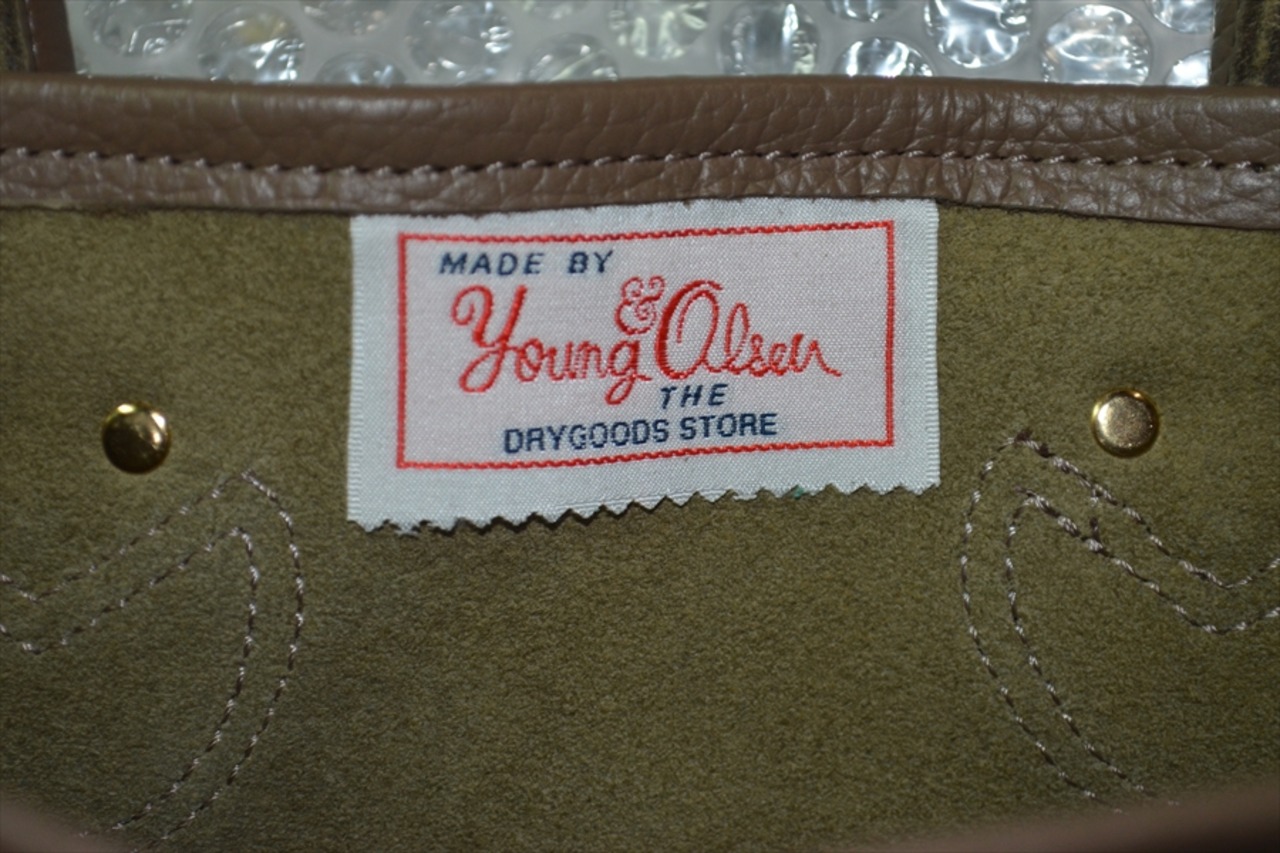 MADE BY
Young & Olsen
THE
DRYGOODS STORE